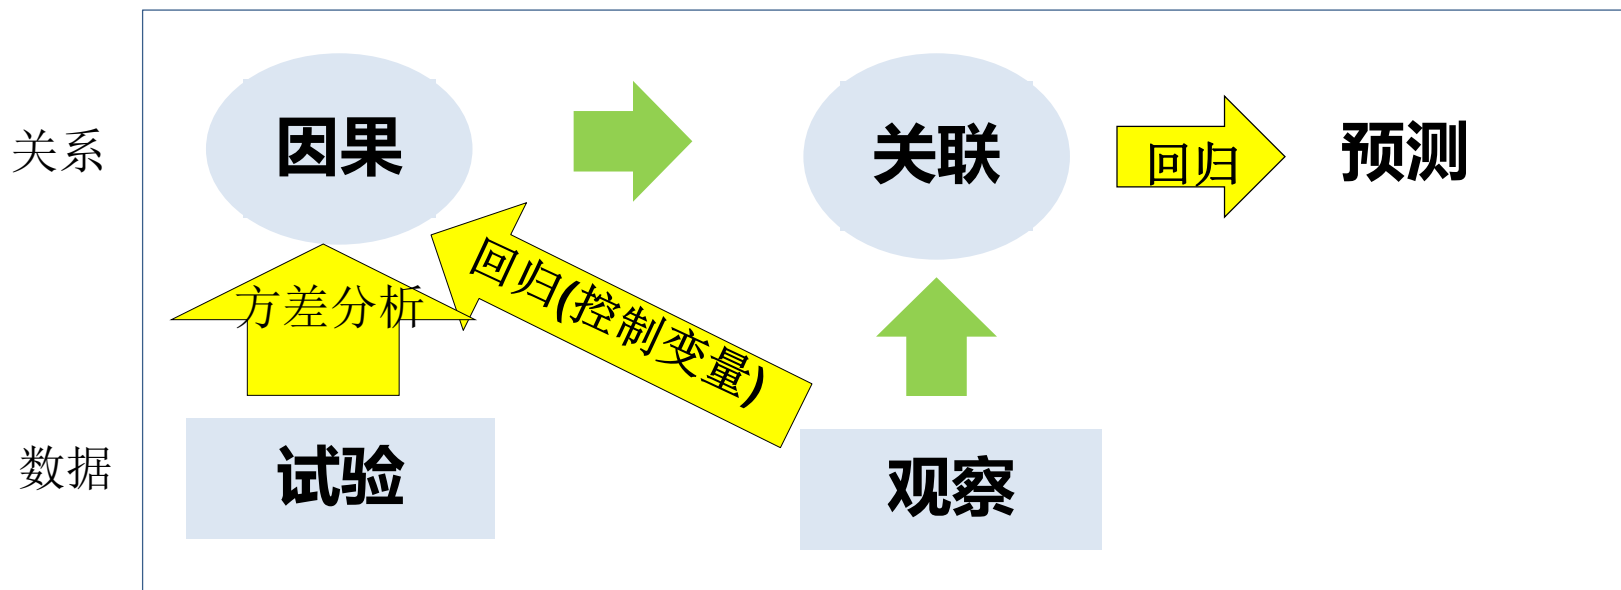 关系
因果
关联
回归
预测
方差分析
回归(控制变量)
数据
试验
观察